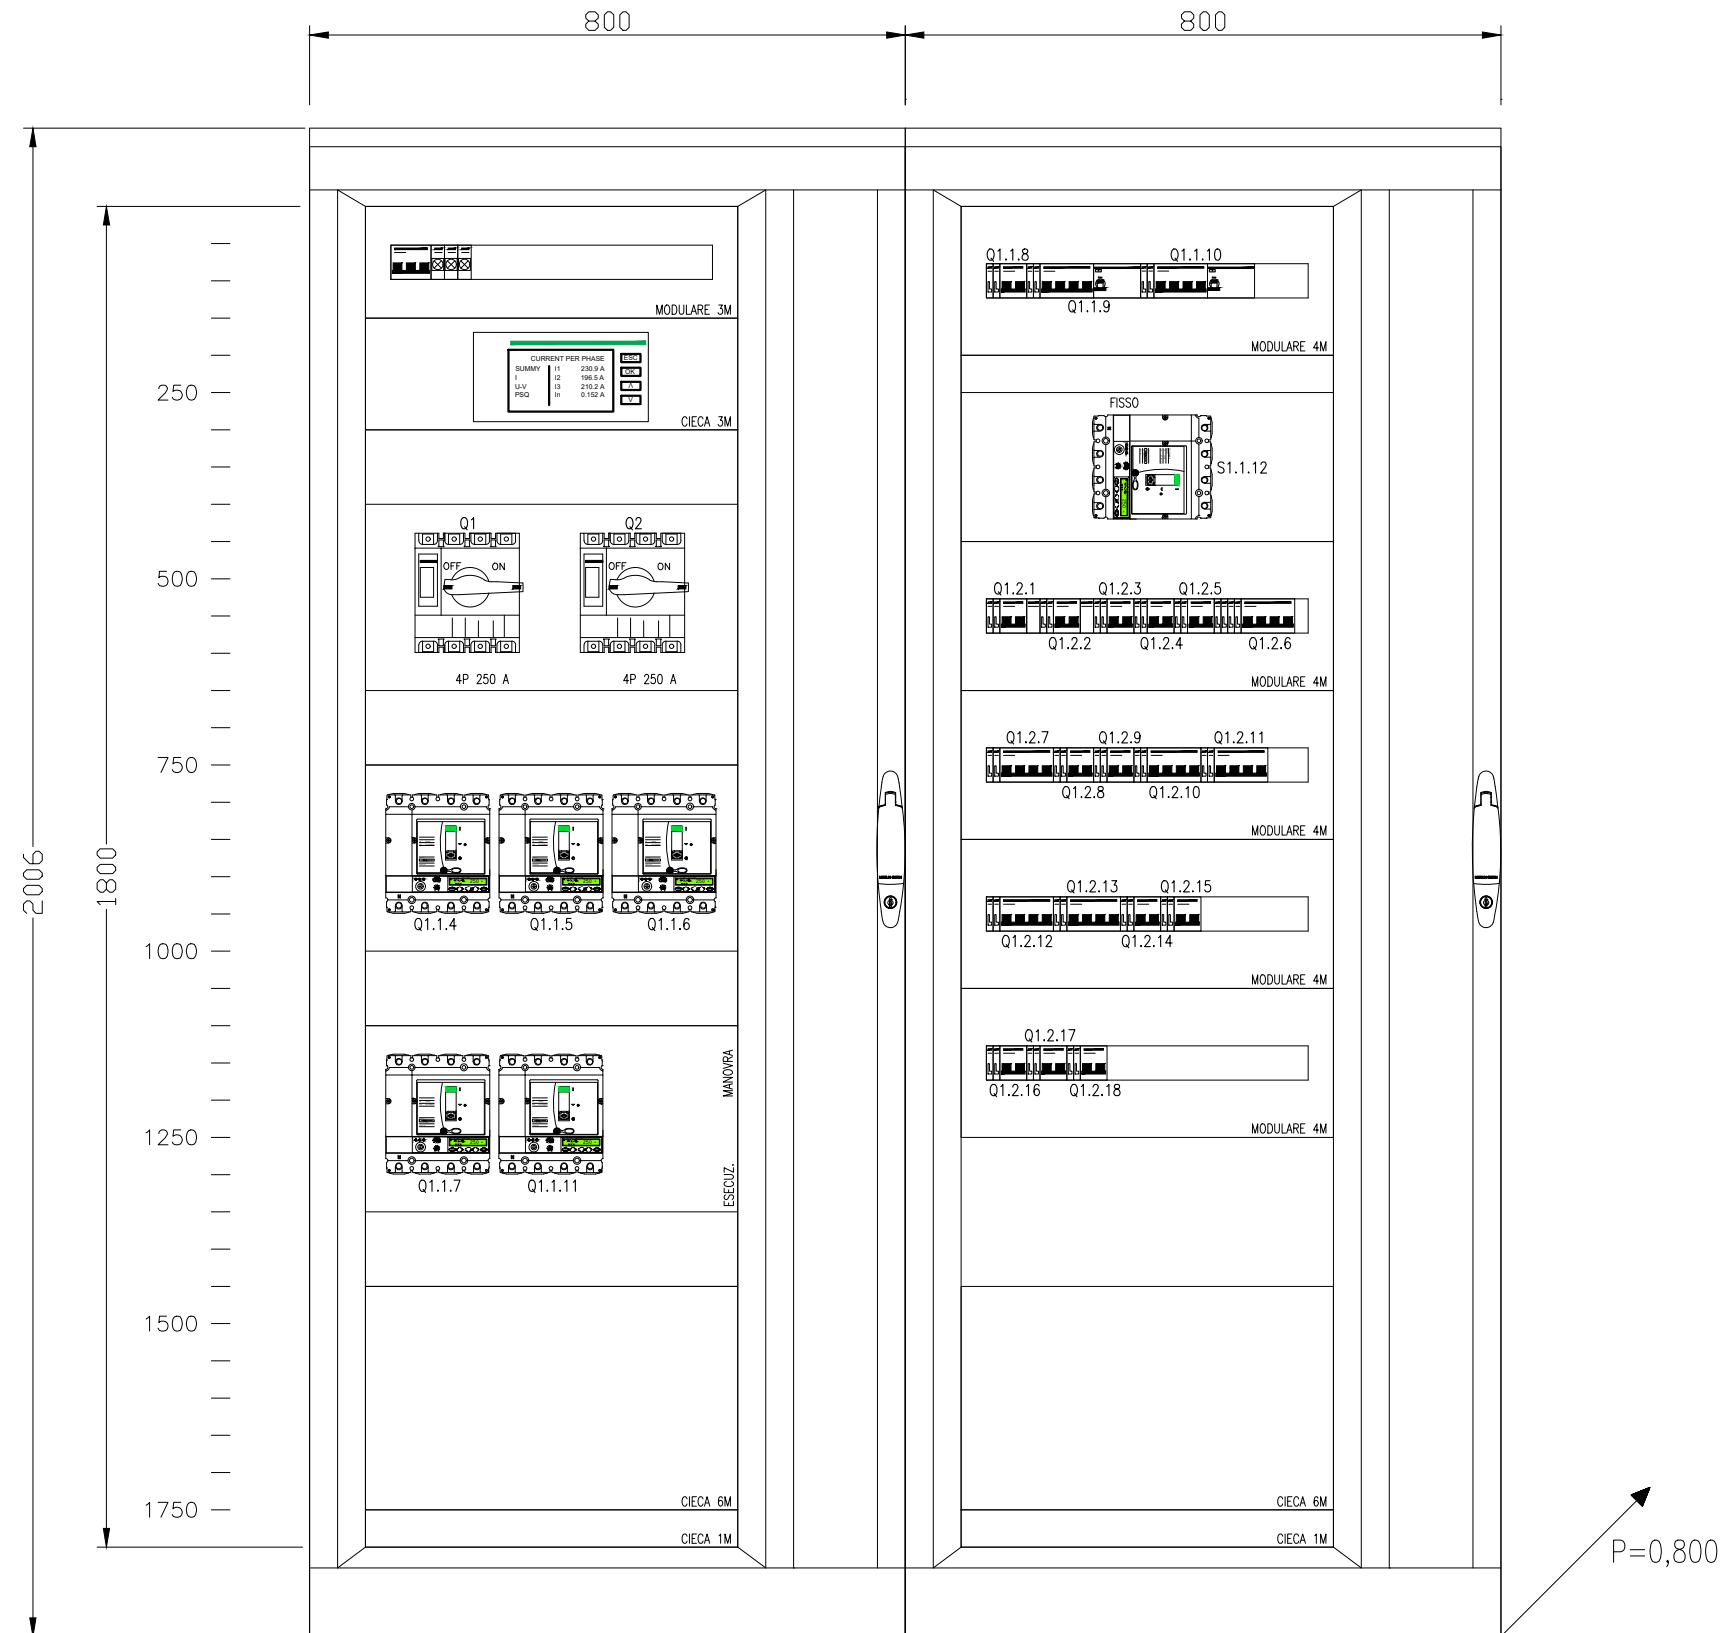 800
800
2006
1800
250
500
750
1000
1250
1500
1750
MODULARE 3M
CURRENT PER PHASE
SUMMY I1 230.9 A
I I2 196.5 A
U-V I3 210.2 A
PSQ In 0.152 A
ESC
OK
CIECA 3M
Q1
Q2
OFF ON
OFF ON
4P 250 A
4P 250 A
Q1.1.4
Q1.1.5
Q1.1.6
MANOVRA
ESECUZ.
Q1.1.7
Q1.1.11
CIECA 6M
CIECA 1M
Q1.1.8
Q1.1.10
Q1.1.9
MODULARE 4M
FISSO
S1.1.12
Q1.2.1
Q1.2.3
Q1.2.5
Q1.2.2
Q1.2.4
Q1.2.6
MODULARE 4M
Q1.2.7
Q1.2.9
Q1.2.11
Q1.2.8
Q1.2.10
MODULARE 4M
Q1.2.13
Q1.2.15
Q1.2.12
Q1.2.14
MODULARE 4M
Q1.2.17
Q1.2.16
Q1.2.18
MODULARE 4M
CIECA 6M
CIECA 1M
P=0,800